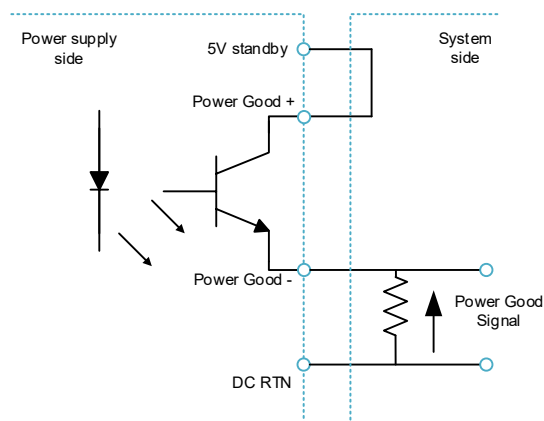 Power supply
side
5V standby
System
side
Power Good +
Power Good -
Power Good
Signal
DC RTN